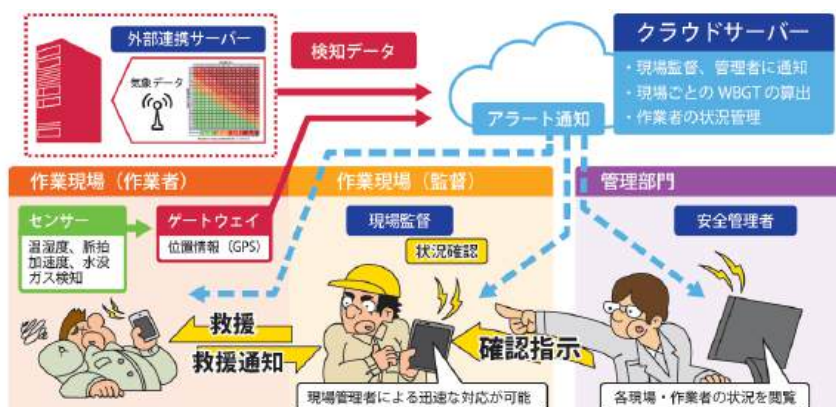 外部連携サーバー
気象データ
検知データ
クラウドサーバー
・現場監督、管理者に通知
・現場ごとの WBGT の算出
・作業者の状況管理
アラート通知
作業現場（作業者）
作業現場（監督）
管理部門
センサー
温湿度、脈拍
加速度、水没
ガス検知
ゲートウェイ
位置情報（GPS）
現場監督
状況確認
安全管理者
救援
救援通知
確認指示
現場管理者による迅速な対応が可能
各現場・作業者の状況を閲覧